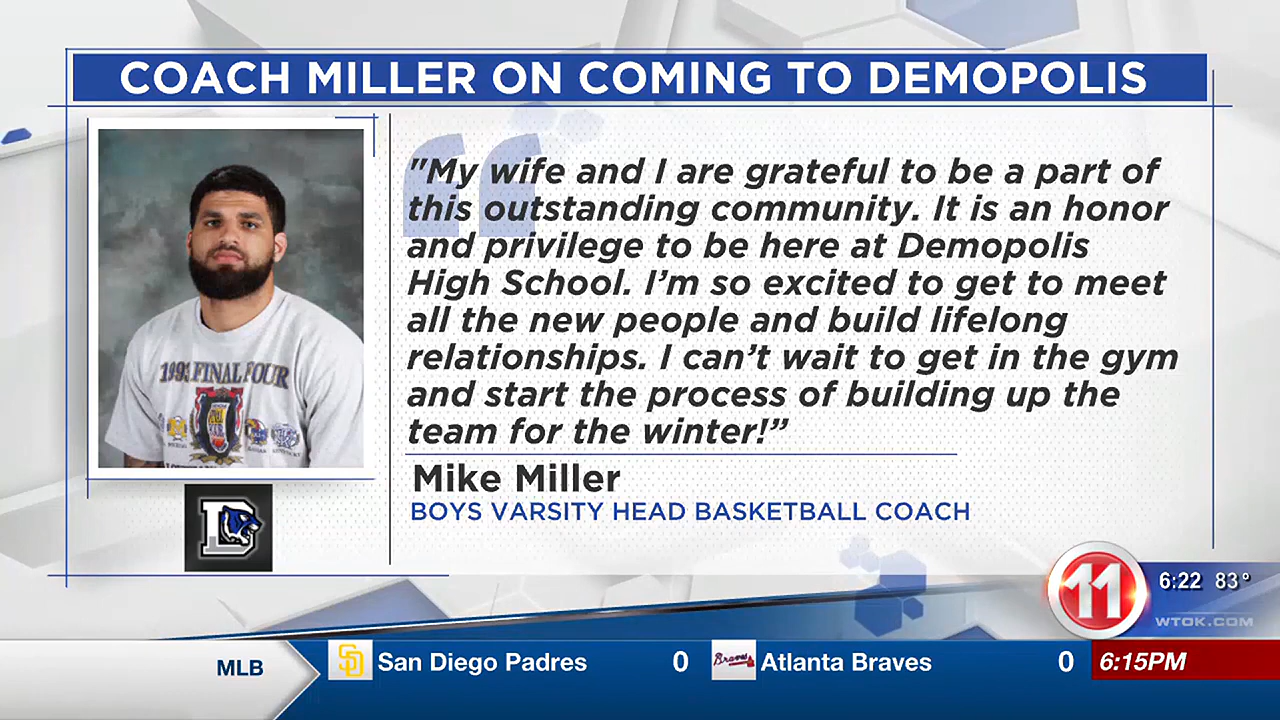 COACH MILLER ON COMING TO DEMOPOLIS
"My wife and I are grateful to be a part of
this outstanding community. It is an honor
and privilege to be here at Demopolis
High School. I'm so excited to get to meet
all the new people and build lifelong
relationships. I can't wait to get in the gym
and start the process of building up the
team for the winter!”
Mike Miller
BOYS VARSITY HEAD BASKETBALL COACH
FINAL FOUR
D
11
6:22 83°
WTOK.COM
MLB
SD
San Diego Padres 0
Braves
Atlanta Braves 0
6:15PM